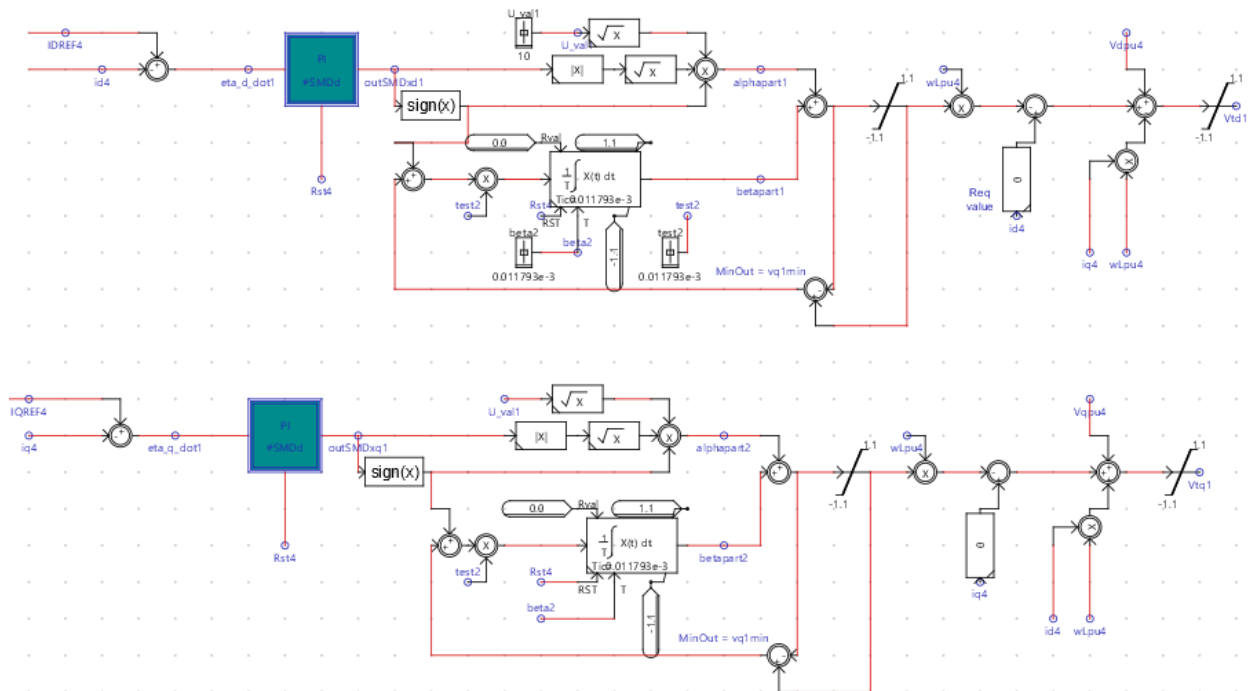 U_val1
1.1
IDREF4
√x
Vdpu4
10
U_val1
PI
#SMDd
|X|
√x
wLpu4
id4
eta_d_dot1
outSMDxd1
alphapart1
-1.1
-1.1
Vtd1
sign(x)
0.0
Rval
1.1
1/T ∫ X(t) dt
0
Rst4
test2
Rst4
betapart1
test2
Req
value
RST
T
id4
beta2
beta2
test2
-1.1
iq4
wLpu4
0.011793e-3
0.011793e-3
MinOut = vq1min
IQREF4
U_val1
√x
Vqpu4
1.1
1.1
iq4
eta_q_dot1
PI
#SMDd
outSMDxq1
|X|
√x
alphapart2
wLpu4
sign(x)
-1.1
-1.1
Vtq1
0.0
Rval
1.1
1/T ∫ X(t) dt
betapart2
0
Rst4
test2
Rst4
RST
T
iq4
beta2
-1.1
id4
wLpu4
MinOut = vq1min